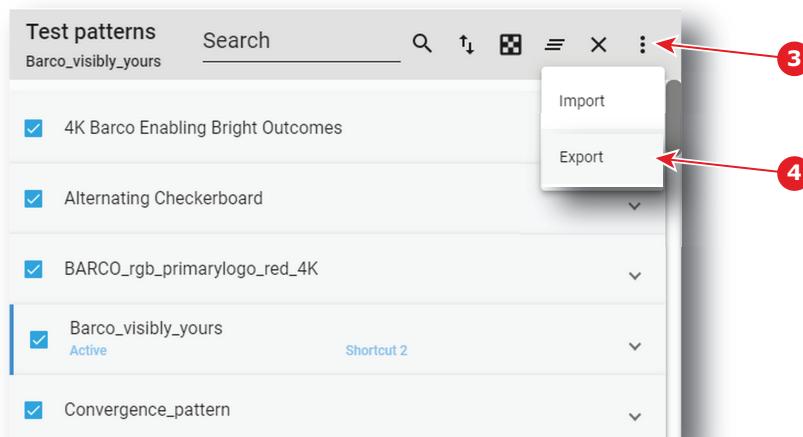 Test patterns
Search
Barco_visibly_yours
3
Import
4K Barco Enabling Bright Outcomes
Export
4
Alternating Checkerboard
BARCO_rgb_primarylogo_red_4K
Barco_visibly_yours
Active
Shortcut 2
Convergence_pattern